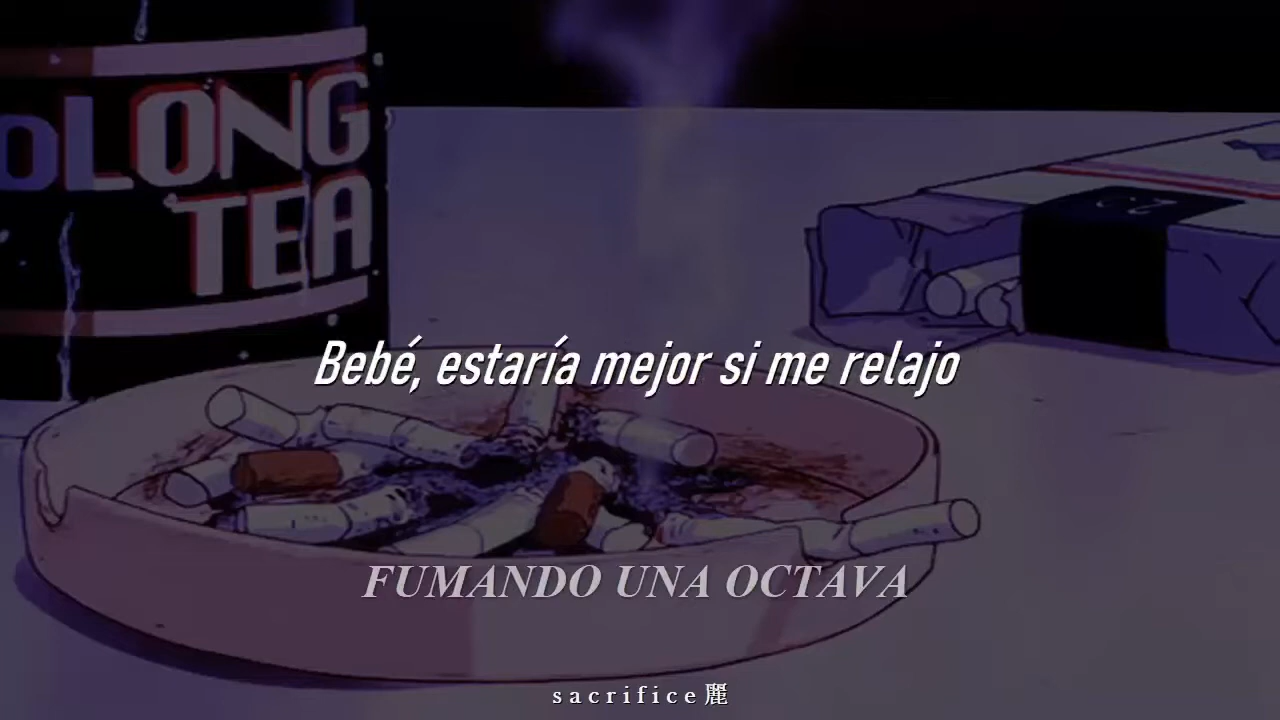 OLONG
TEA
Bebé, estaría mejor si me relajo
FUMANDO UNA OCTAVA
sacrifice麗